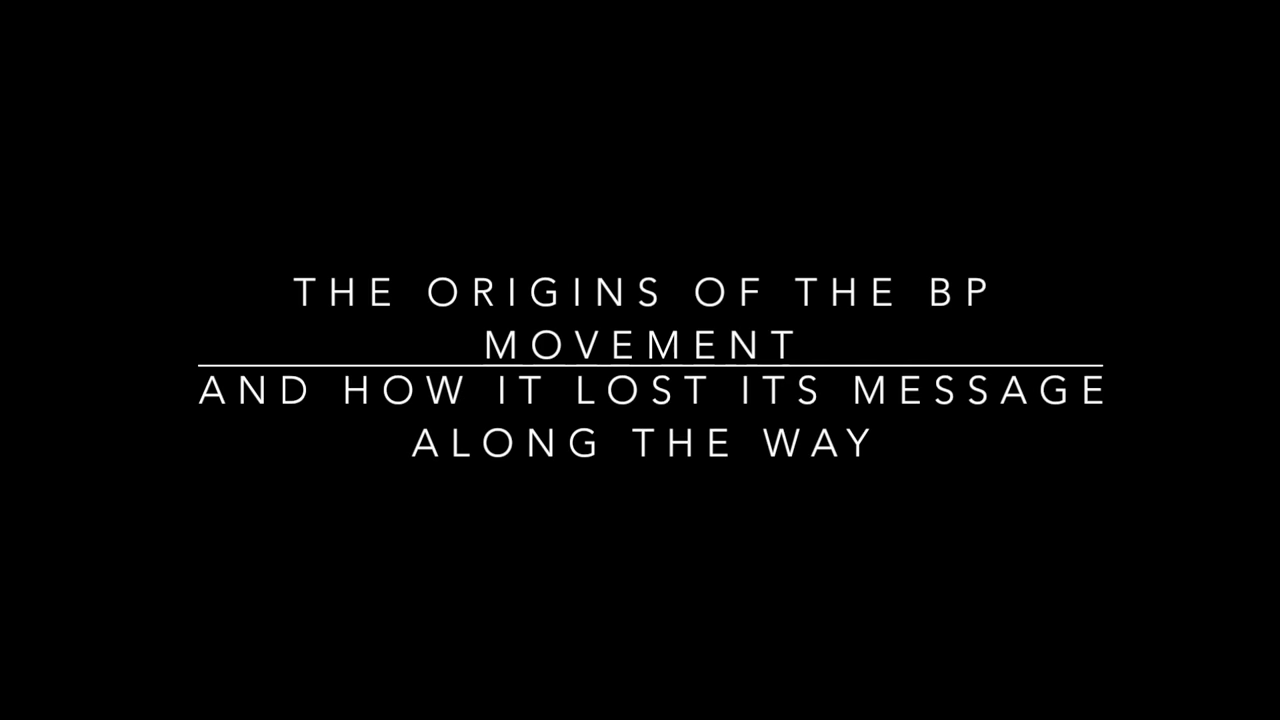 THE ORIGINS OF THE BP
MOVEMENT
AND HOW IT LOST ITS MESSAGE
ALONG THE WAY